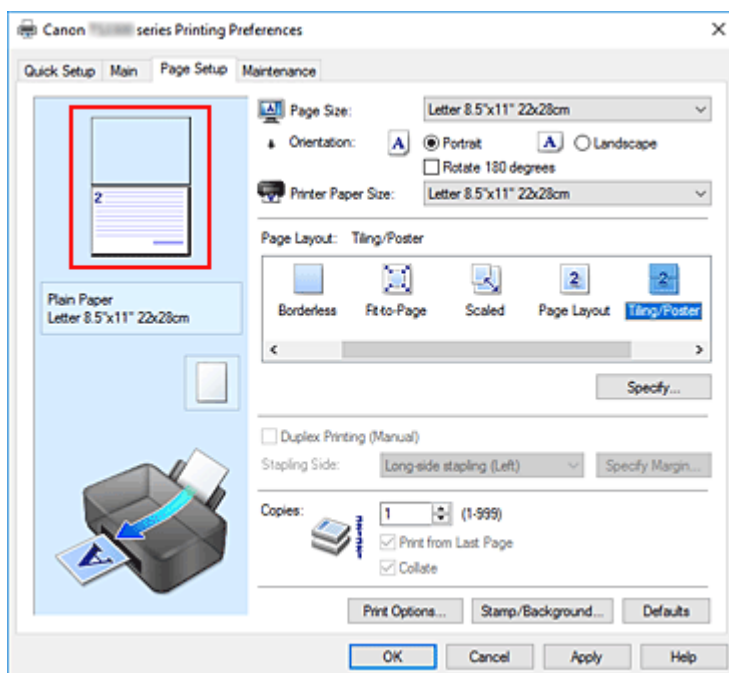 Canon series Printing Preferences
Quick Setup Main Page Setup Maintenance
2
Plain Paper
Letter 8.5"x11" 22x28cm
A
Page Size: Letter 8.5"x11" 22x28cm
Orientation: A Portrait A Landscape
Rotate 180 degrees
Printer Paper Size: Letter 8.5"x11" 22x28cm
Page Layout: Tiling/Poster
2 2
Borderless Fit-to-Page Scaled Page Layout Tiling/Poster
Specify...
Duplex Printing (Manual)
Stapling Side: Long-side stapling (Left) Specify Margin...
Copies: 1 (1-999)
Print from Last Page
Collate
Print Options... Stamp/Background... Defaults
OK Cancel Apply Help